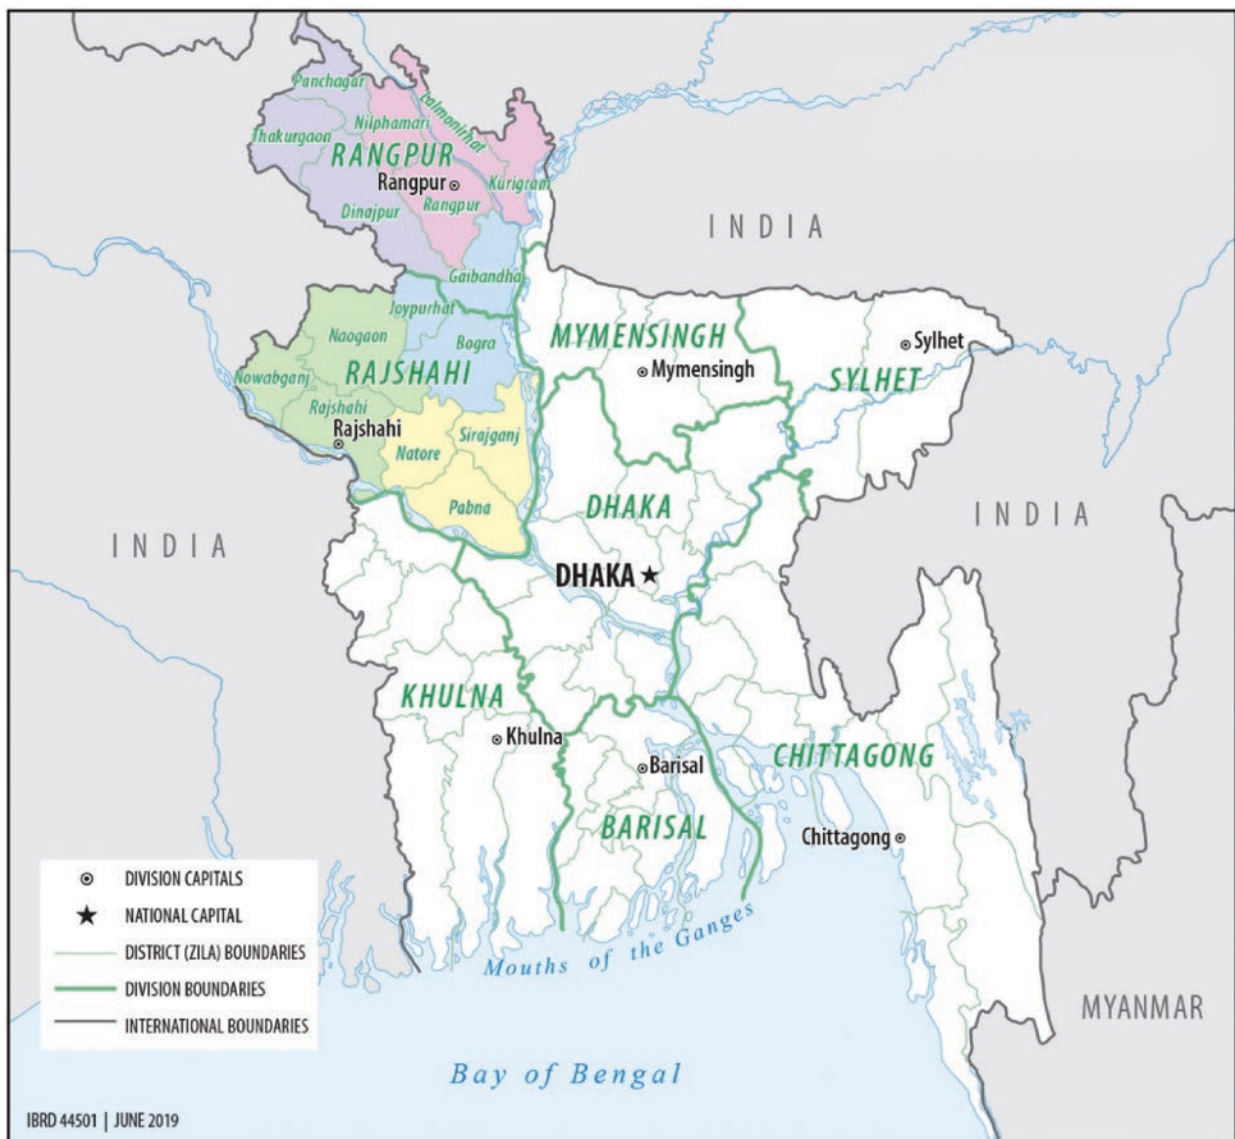 Panchagar
Lalmonirhat
Nilphamari
Thakurgaon
RANGPUR
Rangpur
Kurigram
Rangpur
Dinajpur
INDIA
Gaibandha
Joypurhat
Naogaon
Bogra
MYMENSINGH
Sylhet
Mymensingh
RAJSHAHI
Nowabganj
SYLHET
Rajshahi
Rajshahi
Sirajganj
Natore
Pabna
DHAKA
INDIA
INDIA
DHAKA
KHULNA
Khulna
CHITTAGONG
Barisal
BARISAL
Chittagong
DIVISION CAPITALS
NATIONAL CAPITAL
DISTRICT (ZILA) BOUNDARIES
DIVISION BOUNDARIES
INTERNATIONAL BOUNDARIES
Mouths of the Ganges
MYANMAR
Bay of Bengal
IBRD 44501 | JUNE 2019